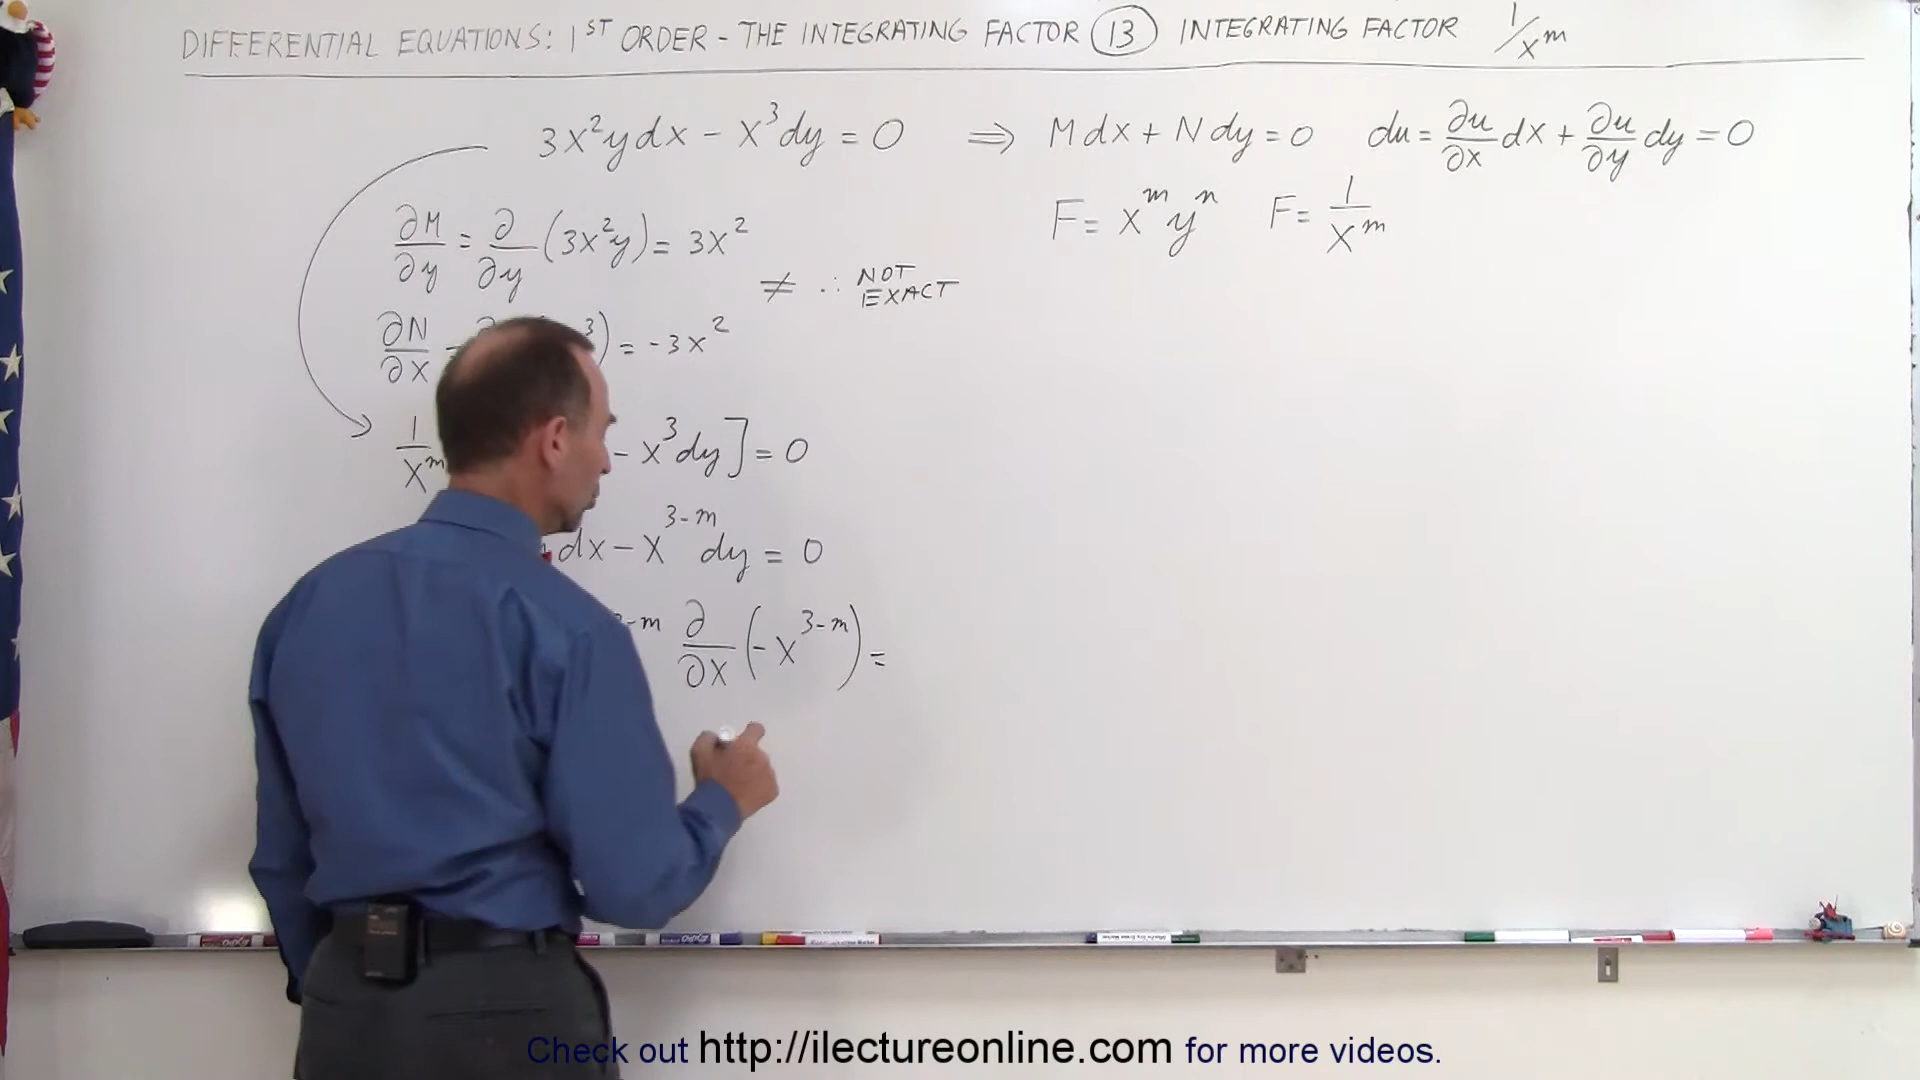 DIFFERENTIAL EQUATIONS: 1ST ORDER - THE INTEGRATING FACTOR (13) INTEGRATING FACTOR 1/x^m
3x²y dx - x³dy = 0 ⇒ M dx + N dy = 0 du = ∂u/∂x dx + ∂u/∂y dy = 0
F = x^m y^n F = 1/x^m
∂M/∂y = ∂/∂y (3x²y) = 3x²
≠ ∴ NOT EXACT
∂N/∂x = -3x²
1/x^m - x³dy] = 0
dx - x^(3-m) dy = 0
-m ∂/∂x (-x^(3-m)) =
Check out http://ilectureonline.com for more videos.